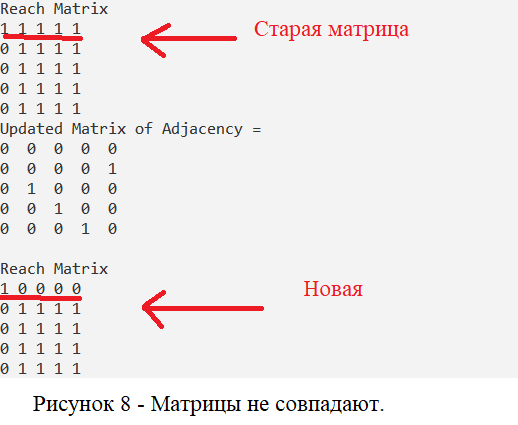 Reach Matrix
1 1 1 1 1
Старая матрица
0 1 1 1 1
0 1 1 1 1
0 1 1 1 1
0 1 1 1 1
Updated Matrix of Adjacency =
0 0 0 0 0
0 0 0 0 1
0 1 0 0 0
0 0 1 0 0
0 0 0 1 0
Reach Matrix
1 0 0 0 0
Новая
0 1 1 1 1
0 1 1 1 1
0 1 1 1 1
0 1 1 1 1
Рисунок 8 - Матрицы не совпадают.